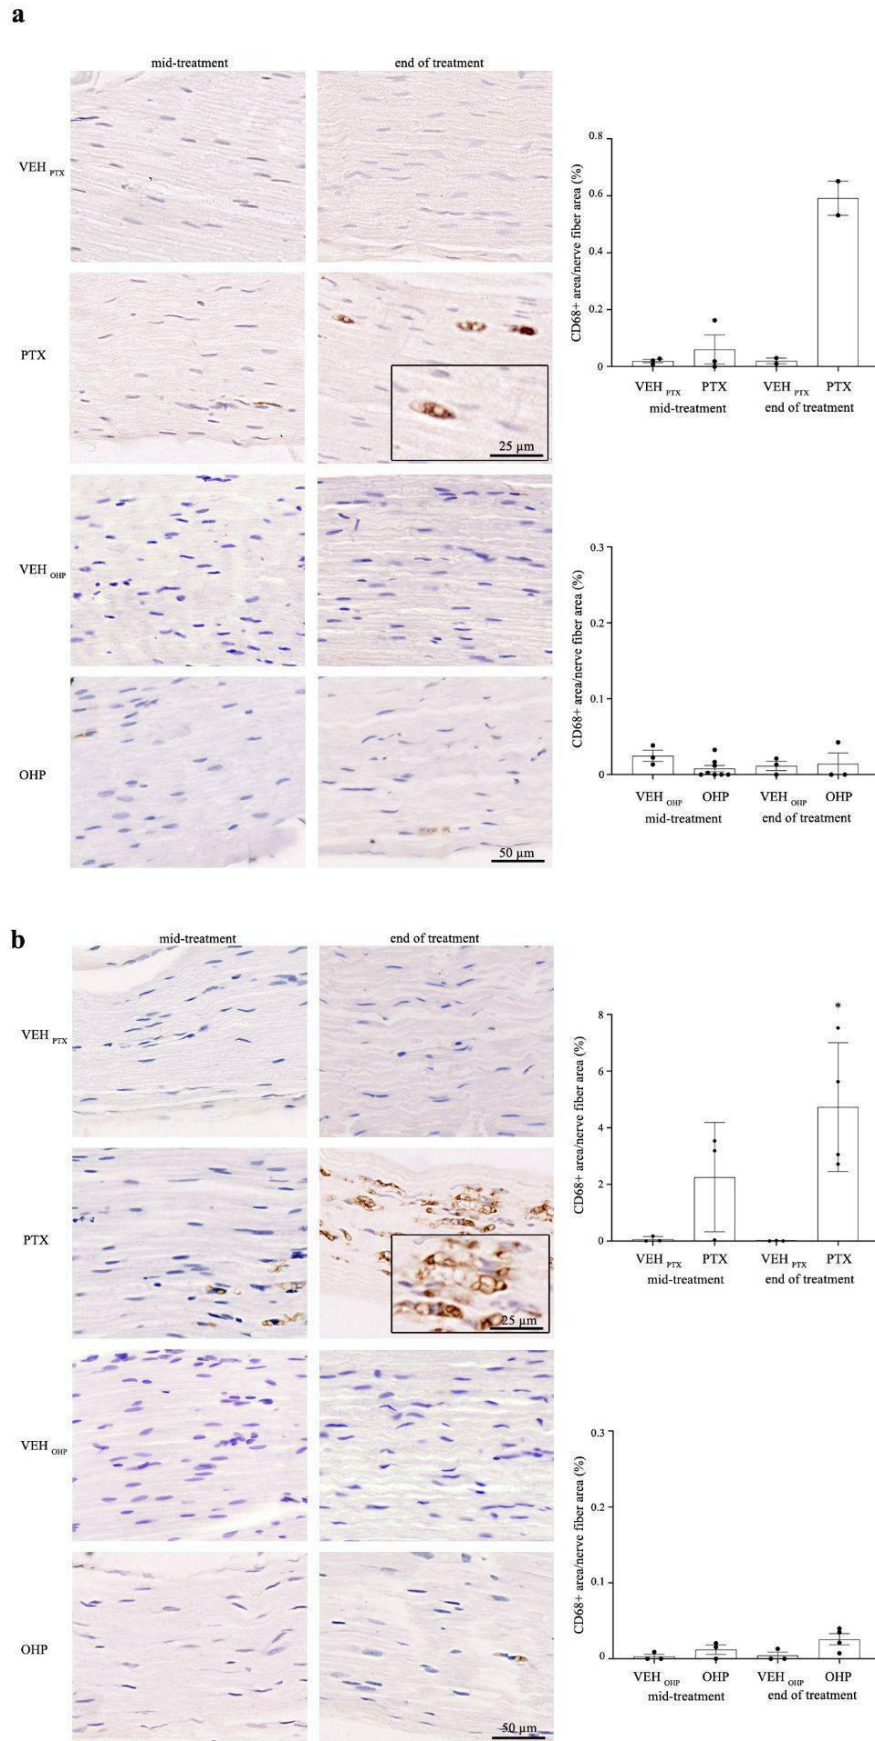 a
mid-treatment end of treatment
VEH PTX
PTX
25 µm
VEH OHP
OHP
50 µm
CD68+ area/nerve fiber area (%)
0.8
0.6
0.4
0.2
0
VEH PTX PTX VEH PTX PTX
mid-treatment end of treatment
CD68+ area/nerve fiber area (%)
0.3
0.2
0.1
0
VEH OHP OHP VEH OHP OHP
mid-treatment end of treatment
b
mid-treatment end of treatment
VEH PTX
PTX
25 µm
VEH OHP
OHP
50 µm
CD68+ area/nerve fiber area (%)
8
6
4
2
0
*
VEH PTX PTX VEH PTX PTX
mid-treatment end of treatment
CD68+ area/nerve fiber area (%)
0.3
0.2
0.1
0
VEH OHP OHP VEH OHP OHP
mid-treatment end of treatment